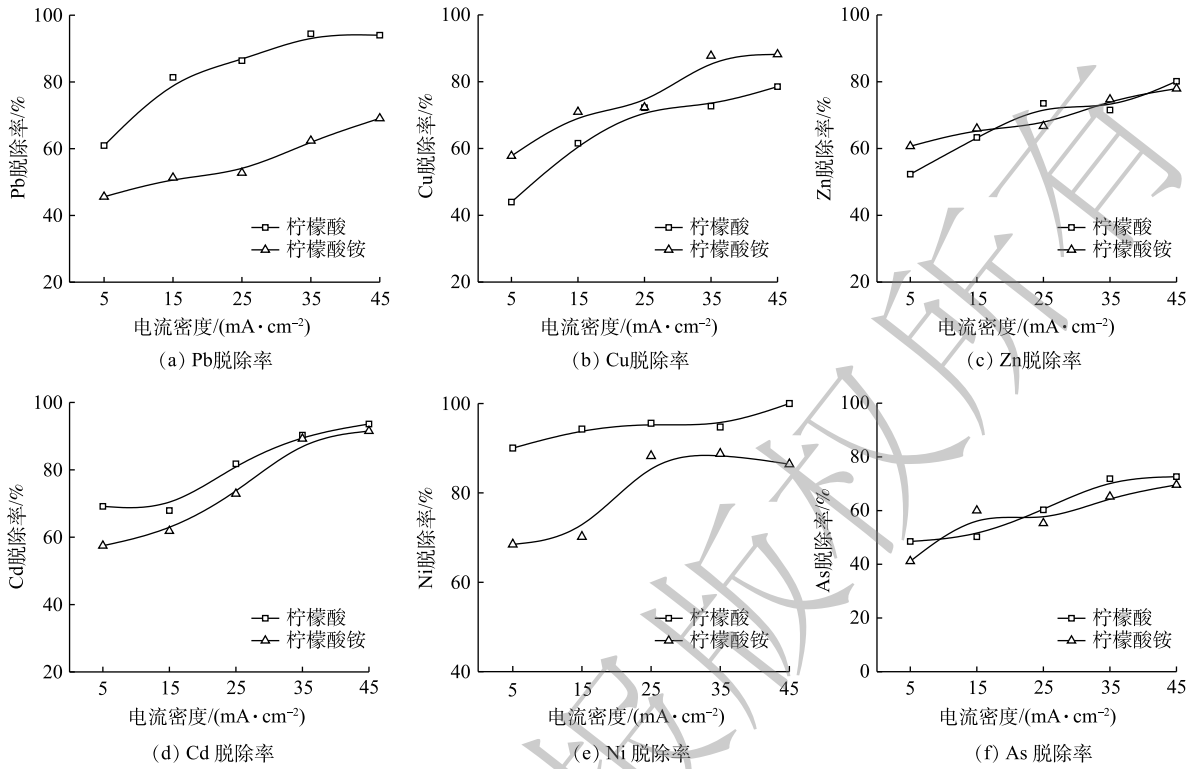 100
80
60
40
20
Pb脱除率/%
柠檬酸
柠檬酸铵
5 15 25 35 45
电流密度/(mA·cm⁻²)
(a) Pb脱除率
100
80
60
40
20
Cu脱除率/%
柠檬酸
柠檬酸铵
5 15 25 35 45
电流密度/(mA·cm⁻²)
(b) Cu脱除率
100
80
60
40
20
Zn脱除率/%
柠檬酸
柠檬酸铵
5 15 25 35 45
电流密度/(mA·cm⁻²)
(c) Zn脱除率
100
80
60
40
20
Cd脱除率/%
柠檬酸
柠檬酸铵
5 15 25 35 45
电流密度/(mA·cm⁻²)
(d) Cd 脱除率
100
80
60
40
Ni脱除率/%
柠檬酸
柠檬酸铵
5 15 25 35 45
电流密度/(mA·cm⁻²)
(e) Ni 脱除率
100
80
60
40
20
0
As脱除率/%
柠檬酸
柠檬酸铵
5 15 25 35 45
电流密度/(mA·cm⁻²)
(f) As 脱除率
报版权所有